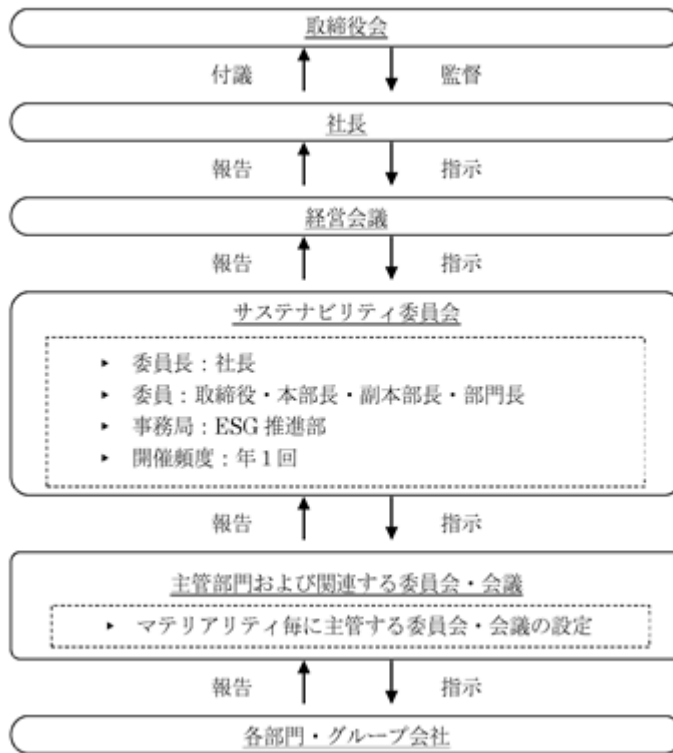 取締役会
付議 監督
社長
報告 指示
経営会議
報告 指示
サステナビリティ委員会
▶ 委員長：社長
▶ 委員：取締役・本部長・副本部長・部門長
▶ 事務局：ESG 推進部
▶ 開催頻度：年１回
報告 指示
主管部門および関連する委員会・会議
▶ マテリアリティ毎に主管する委員会・会議の設定
報告 指示
各部門・グループ会社